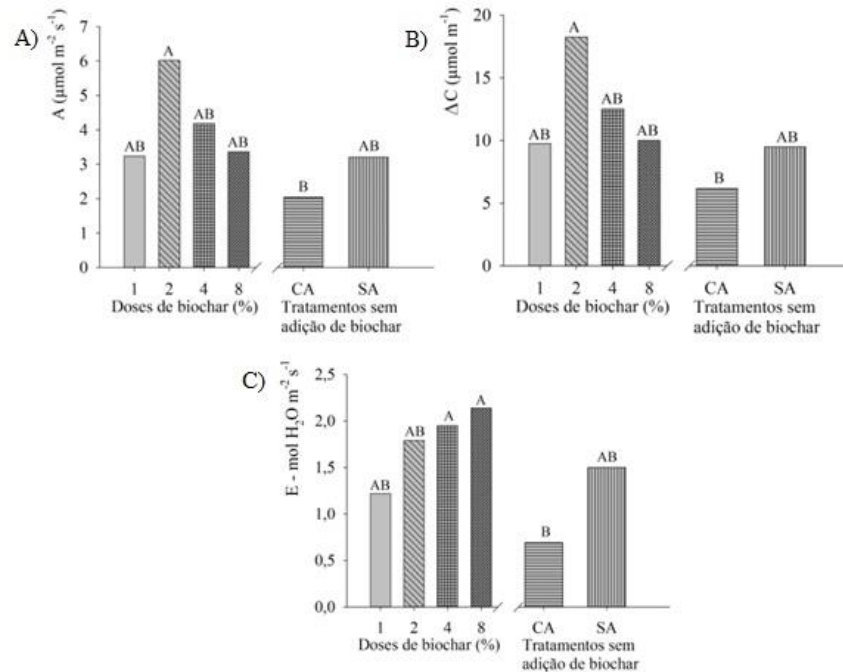 A)
A (µmol m⁻² s⁻¹)
7
6
5
4
3
2
1
0
AB
A
AB
AB
B
AB
1 2 4 8 CA SA
Doses de biochar (%) Tratamentos sem
adição de biochar
B)
ΔC (µmol m⁻¹)
20
15
10
5
0
AB
A
AB
AB
B
AB
1 2 4 8 CA SA
Doses de biochar (%) Tratamentos sem
adição de biochar
C)
E - mol H₂O m⁻² s⁻¹
2,5
2,0
1,5
1,0
0,5
0,0
AB
AB
A
A
B
AB
1 2 4 8 CA SA
Doses de biochar (%) Tratamentos sem
adição de biochar